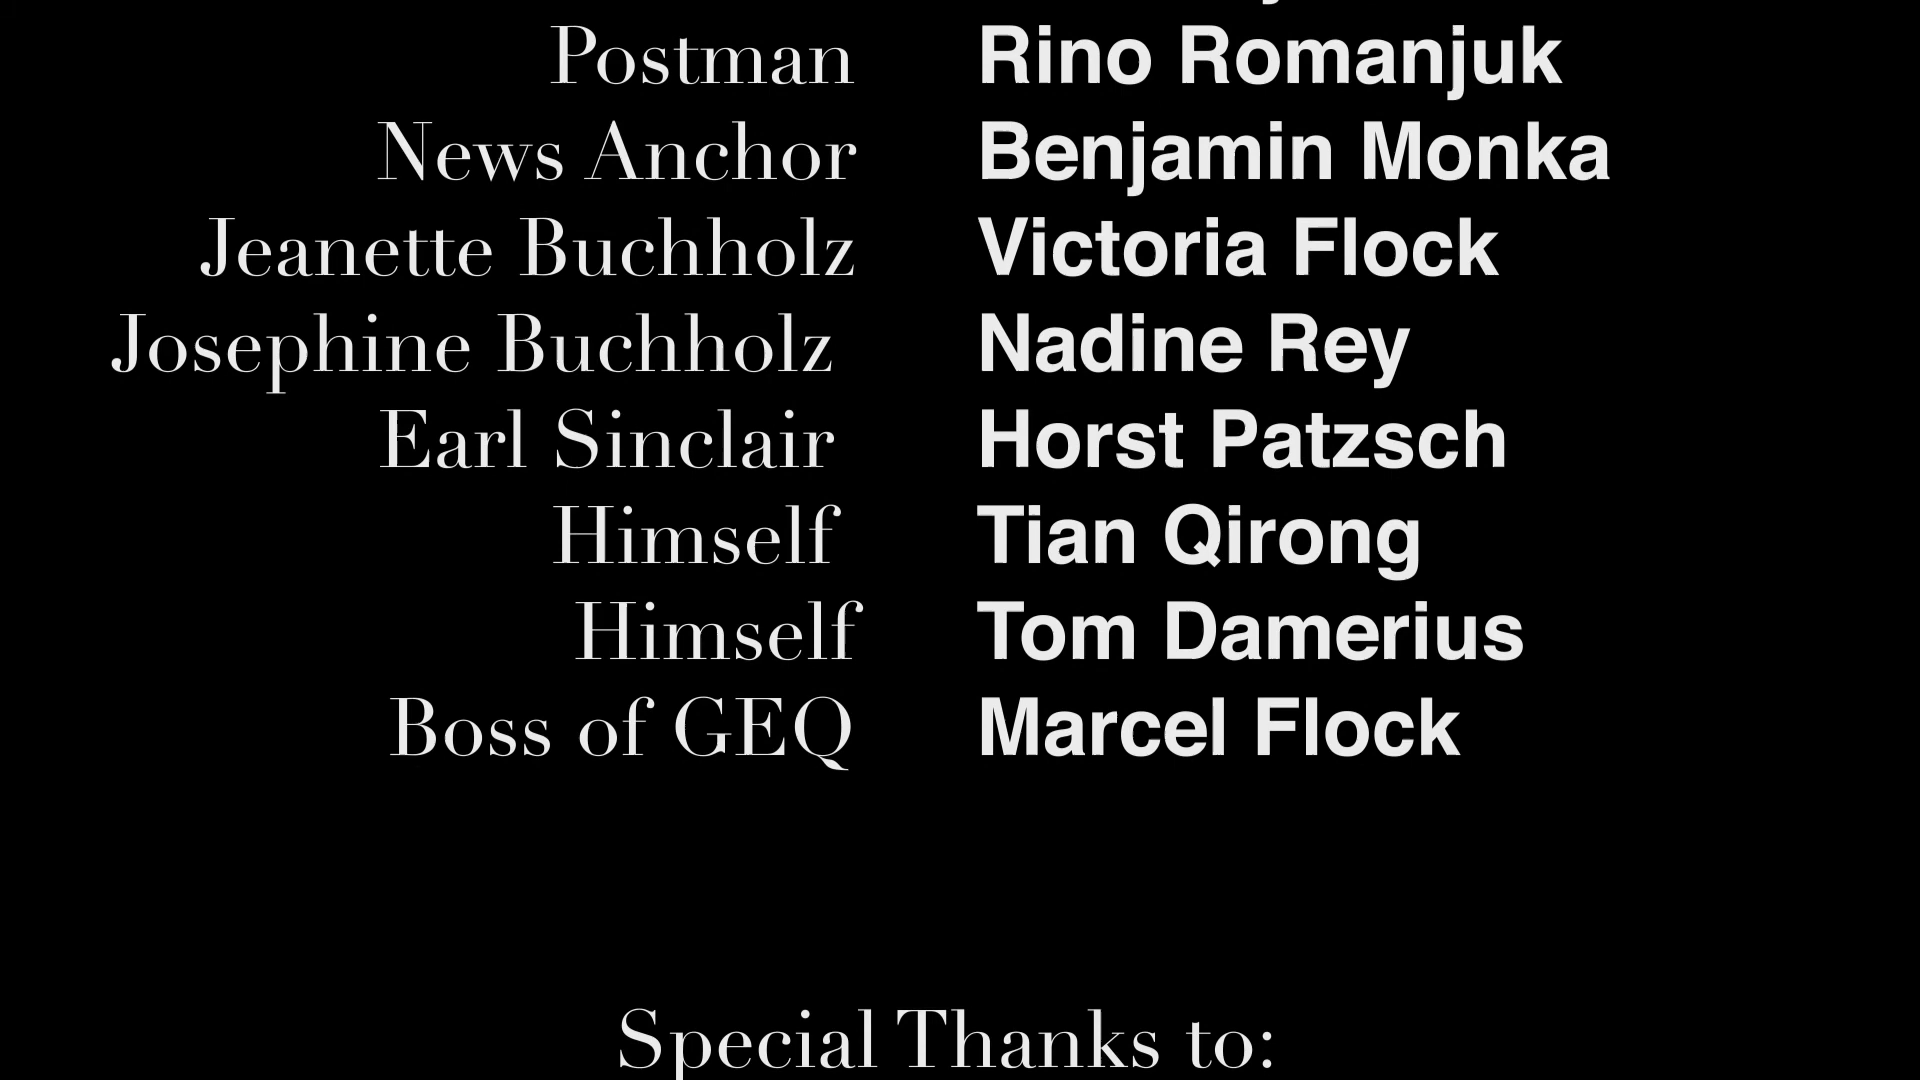 Postman Rino Romanjuk
News Anchor Benjamin Monka
Jeanette Buchholz Victoria Flock
Josephine Buchholz Nadine Rey
Earl Sinclair Horst Patzsch
Himself Tian Qirong
Himself Tom Damerius
Boss of GEQ Marcel Flock
Special Thanks to: